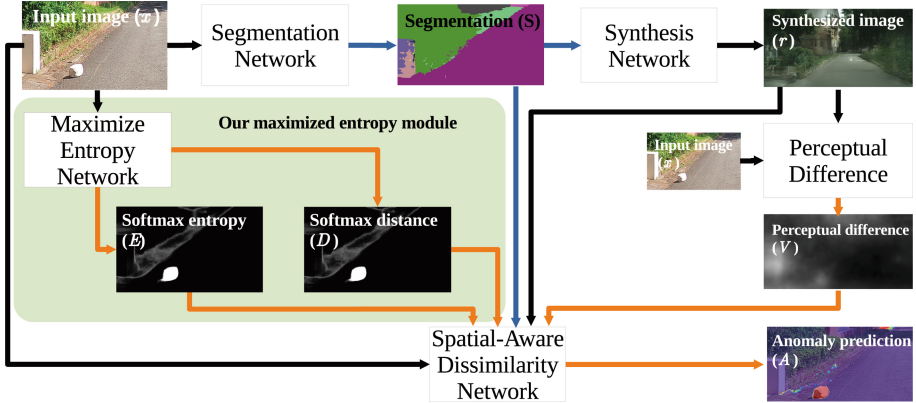 Input image (x)
Segmentation
Network
Segmentation (S)
Synthesis
Network
Synthesized image
(r)
Our maximized entropy module
Maximize
Entropy
Network
Input image
(x)
Perceptual
Difference
Softmax entropy
(E)
Softmax distance
(D)
Perceptual difference
(V)
Spatial-Aware
Dissimilarity
Network
Anomaly prediction
(A)